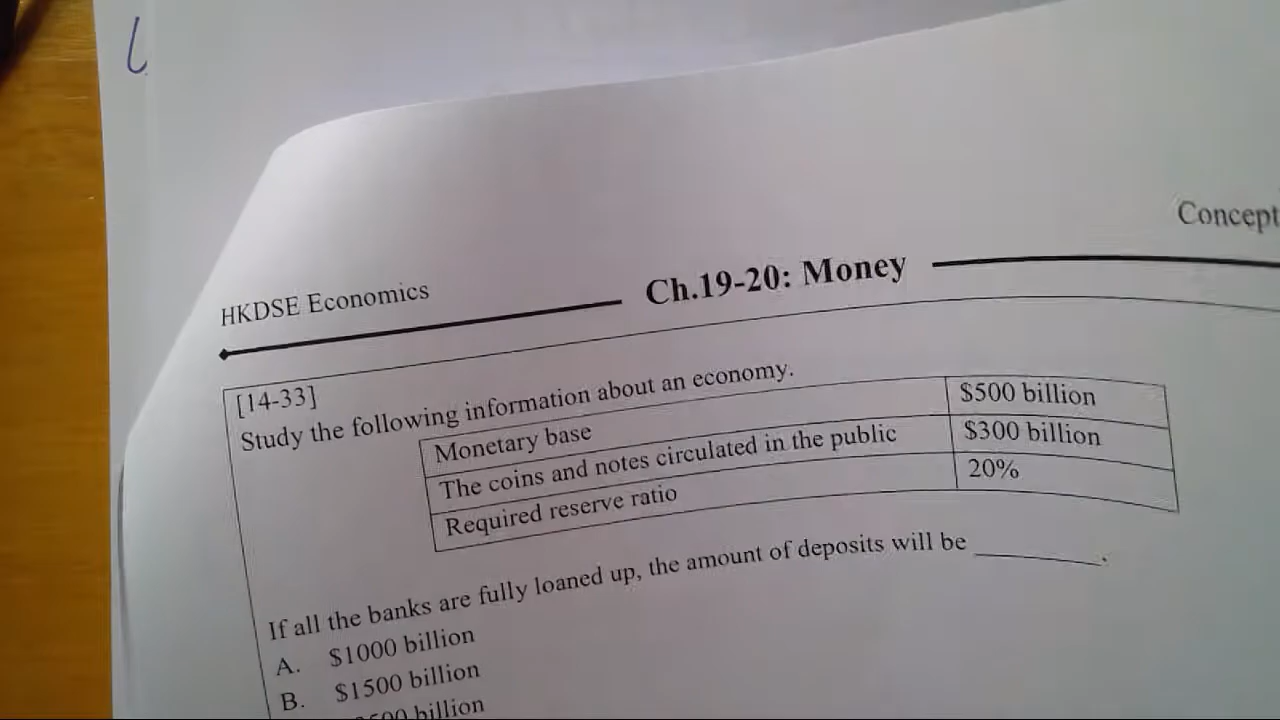 Concept
HKDSE Economics
Ch.19-20: Money
[14-33]
Study the following information about an economy.
Monetary base $500 billion
The coins and notes circulated in the public $300 billion
Required reserve ratio 20%
If all the banks are fully loaned up, the amount of deposits will be ________.
A. $1000 billion
B. $1500 billion
billion